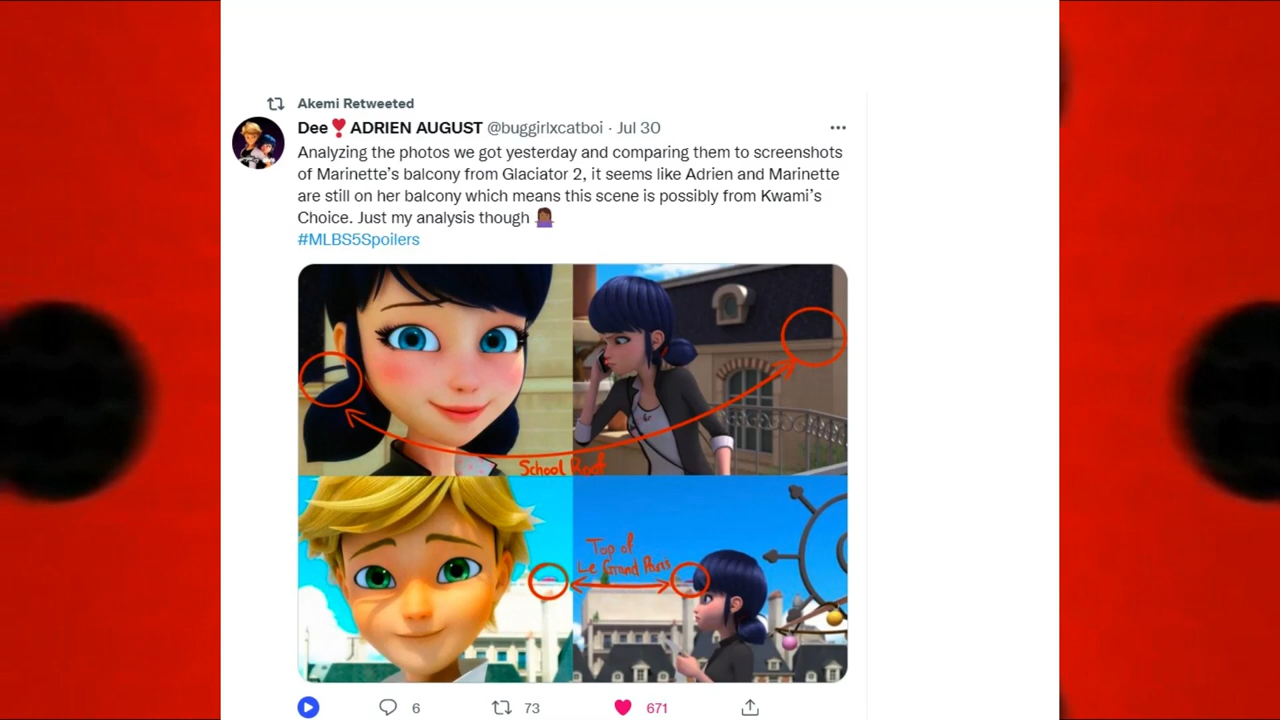 Akemi Retweeted
Dee❣️ADRIEN AUGUST @buggirlxcatboi · Jul 30
Analyzing the photos we got yesterday and comparing them to screenshots
of Marinette’s balcony from Glaciator 2, it seems like Adrien and Marinette
are still on her balcony which means this scene is possibly from Kwami’s
Choice. Just my analysis though 💁🏾‍♀️
#MLBS5Spoilers
School Roof
Top of
Le Grand Paris
6 73 671